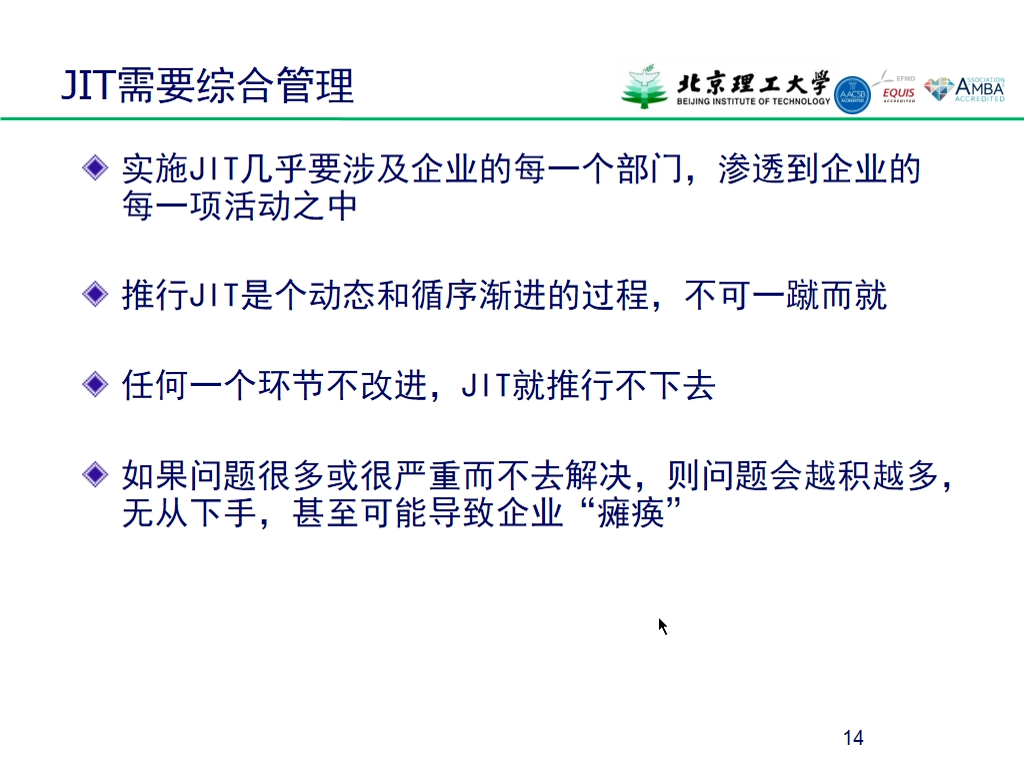 JIT需要综合管理
北京理工大学
BEIJING INSTITUTE OF TECHNOLOGY
AACSB
ACCREDITED
EFMD
EQUIS
ACCREDITED
ASSOCIATION
AMBA
ACCREDITED
实施JIT几乎要涉及企业的每一个部门，渗透到企业的
每一项活动之中
推行JIT是个动态和循序渐进的过程，不可一蹴而就
任何一个环节不改进，JIT就推行不下去
如果问题很多或很严重而不去解决，则问题会越积越多，
无从下手，甚至可能导致企业“瘫痪”
14